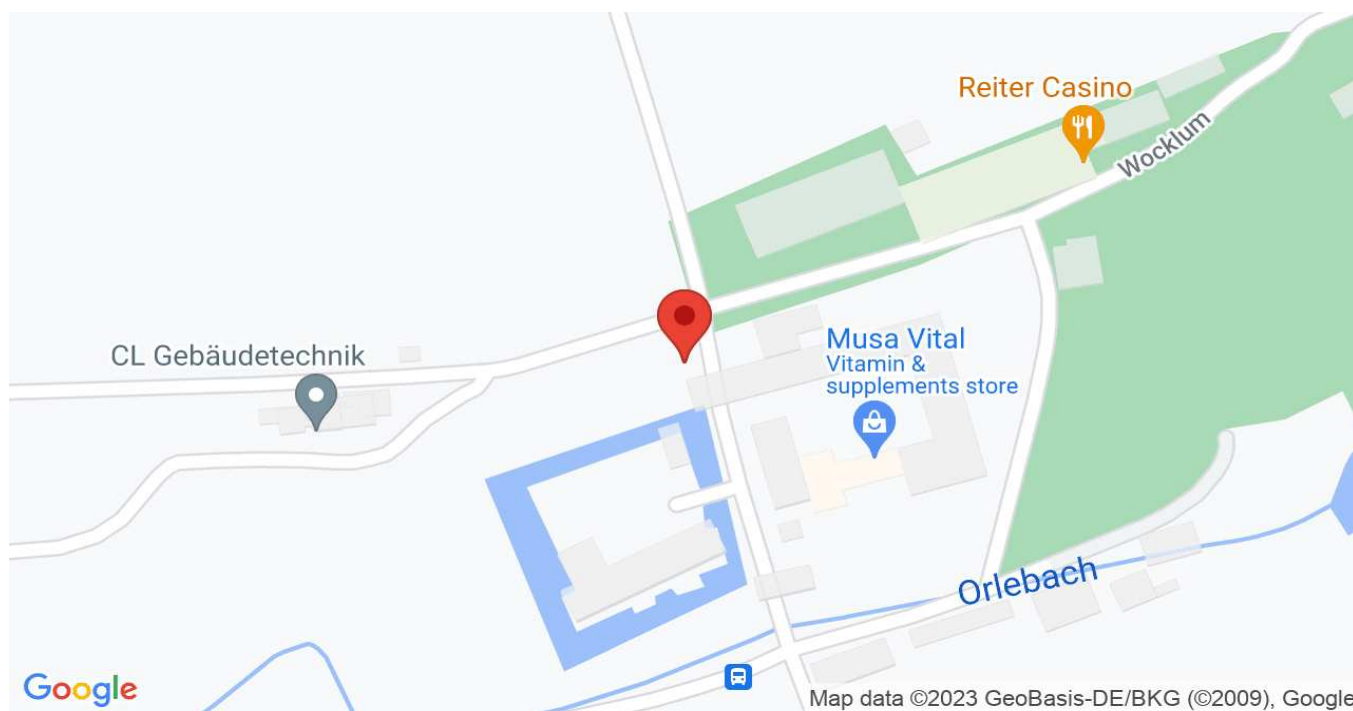 Reiter Casino
Wocklum
CL Gebäudetechnik
Musa Vital
Vitamin &
supplements store
Orlebach
Google
Map data ©2023 GeoBasis-DE/BKG (©2009), Google